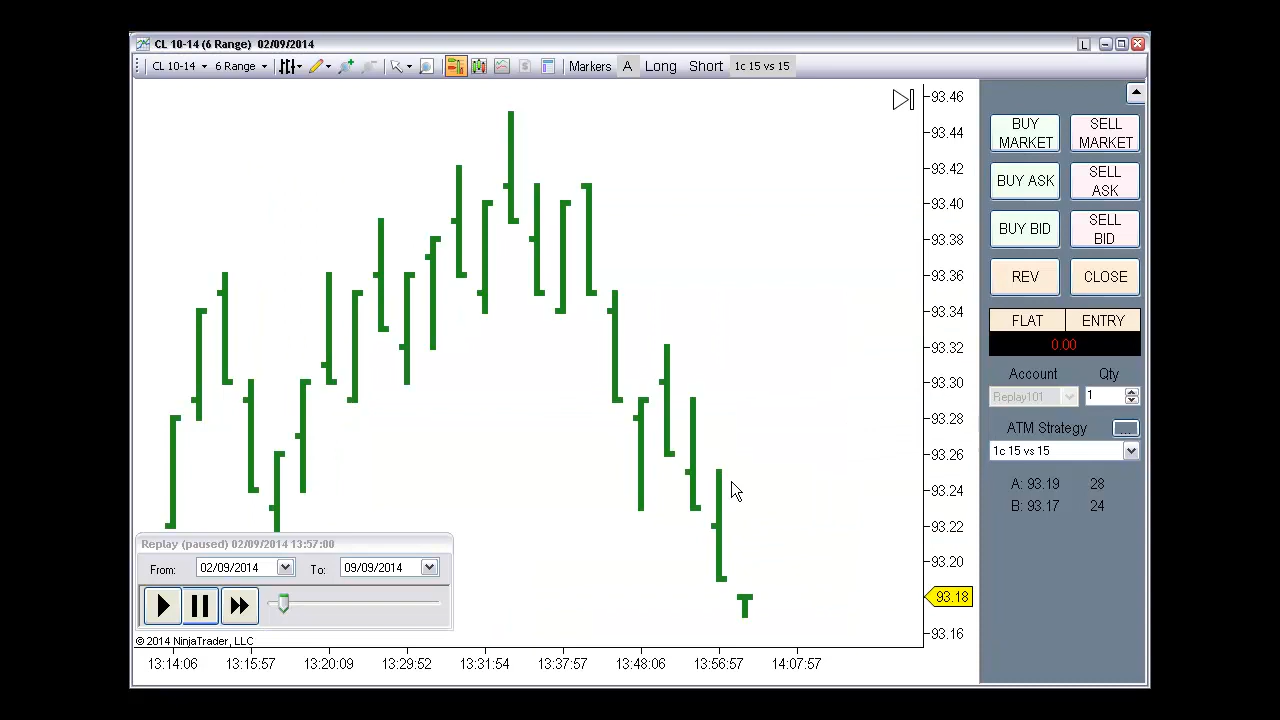 CL 10-14 (6 Range) 02/09/2014
L
CL 10-14 6 Range Markers A Long Short 1c 15 vs 15
93.46
93.44
93.42
93.40
93.38
93.36
93.34
93.32
93.30
93.28
93.26
93.24
93.22
93.20
93.18
93.16
BUY MARKET
SELL MARKET
BUY ASK
SELL ASK
BUY BID
SELL BID
REV
CLOSE
FLAT ENTRY
0.00
Account Qty
Replay101 1
ATM Strategy ...
1c 15 vs 15
A: 93.19 28
B: 93.17 24
Replay (paused) 02/09/2014 13:57:00
From: 02/09/2014 To: 09/09/2014
© 2014 NinjaTrader, LLC
13:14:06 13:15:57 13:20:09 13:29:52 13:31:54 13:37:57 13:48:06 13:56:57 14:07:57